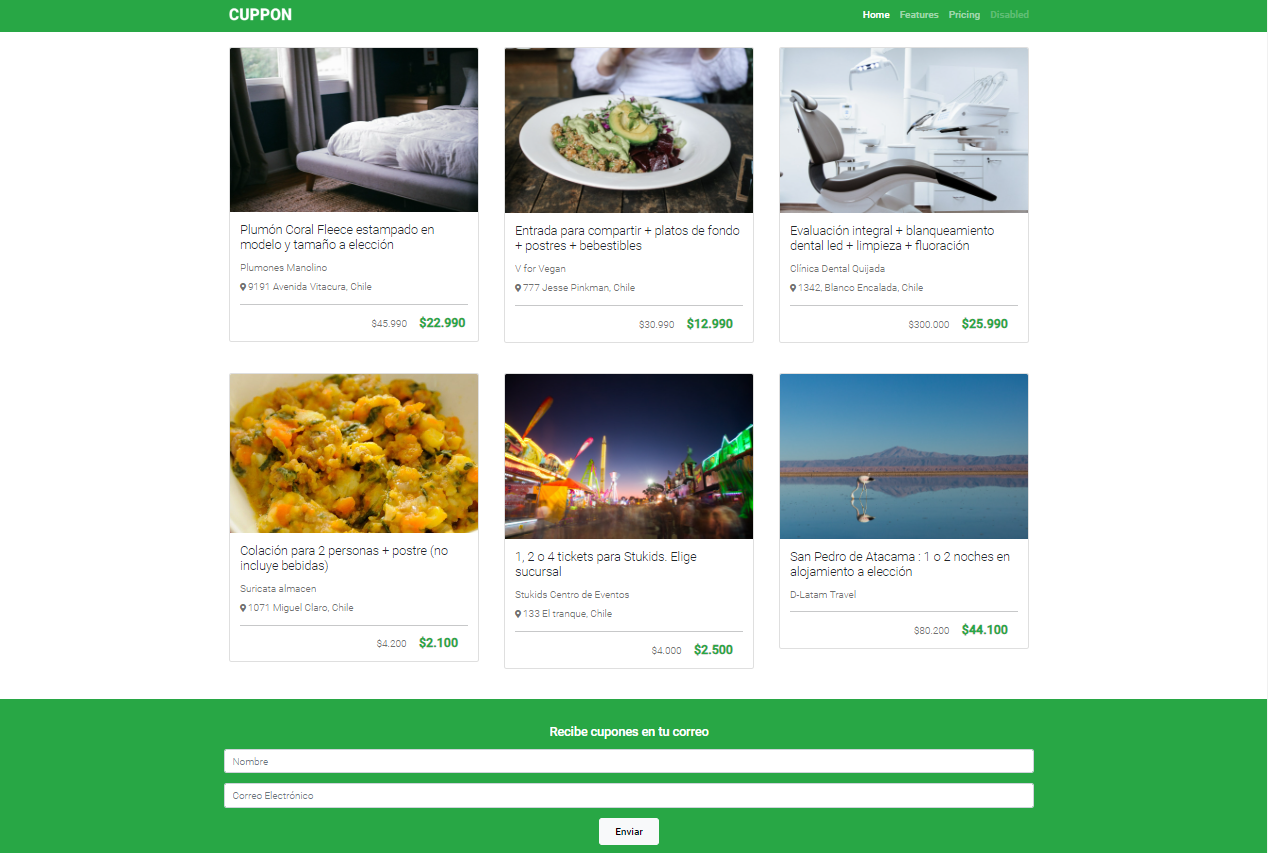 CUPPON
Home Features Pricing Disabled
Plumón Coral Fleece estampado en
modelo y tamaño a elección
Plumones Manolino
9191 Avenida Vitacura, Chile
$45.990 $22.990
Entrada para compartir + platos de fondo
+ postres + bebestibles
V for Vegan
777 Jesse Pinkman, Chile
$30.990 $12.990
Evaluación integral + blanqueamiento
dental led + limpieza + fluoración
Clínica Dental Quijada
1342, Blanco Encalada, Chile
$300.000 $25.990
Colación para 2 personas + postre (no
incluye bebidas)
Suricata almacen
1071 Miguel Claro, Chile
$4.200 $2.100
1, 2 o 4 tickets para Stukids. Elige
sucursal
Stukids Centro de Eventos
133 El tranque, Chile
$4.000 $2.500
San Pedro de Atacama : 1 o 2 noches en
alojamiento a elección
D-Latam Travel
$80.200 $44.100
Recibe cupones en tu correo
Nombre
Correo Electrónico
Enviar